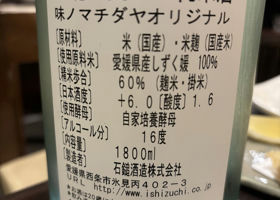 味ノマチダヤオリジナル
[原材料] 米(国産)・米麹(国産米)
[使用原料米] 愛媛県産しずく媛 100%
[精米歩合] 60%(麹米・掛米)
[日本酒度] +6.0 [酸度] 1.6
[使用酵母] 自家培養酵母
[アルコール分] 16度
[内容量] 1800ml
[製造者] 石鎚酒造株式会社
愛媛県西条市氷見丙402-3
http://www.ishizuchi.co.jp